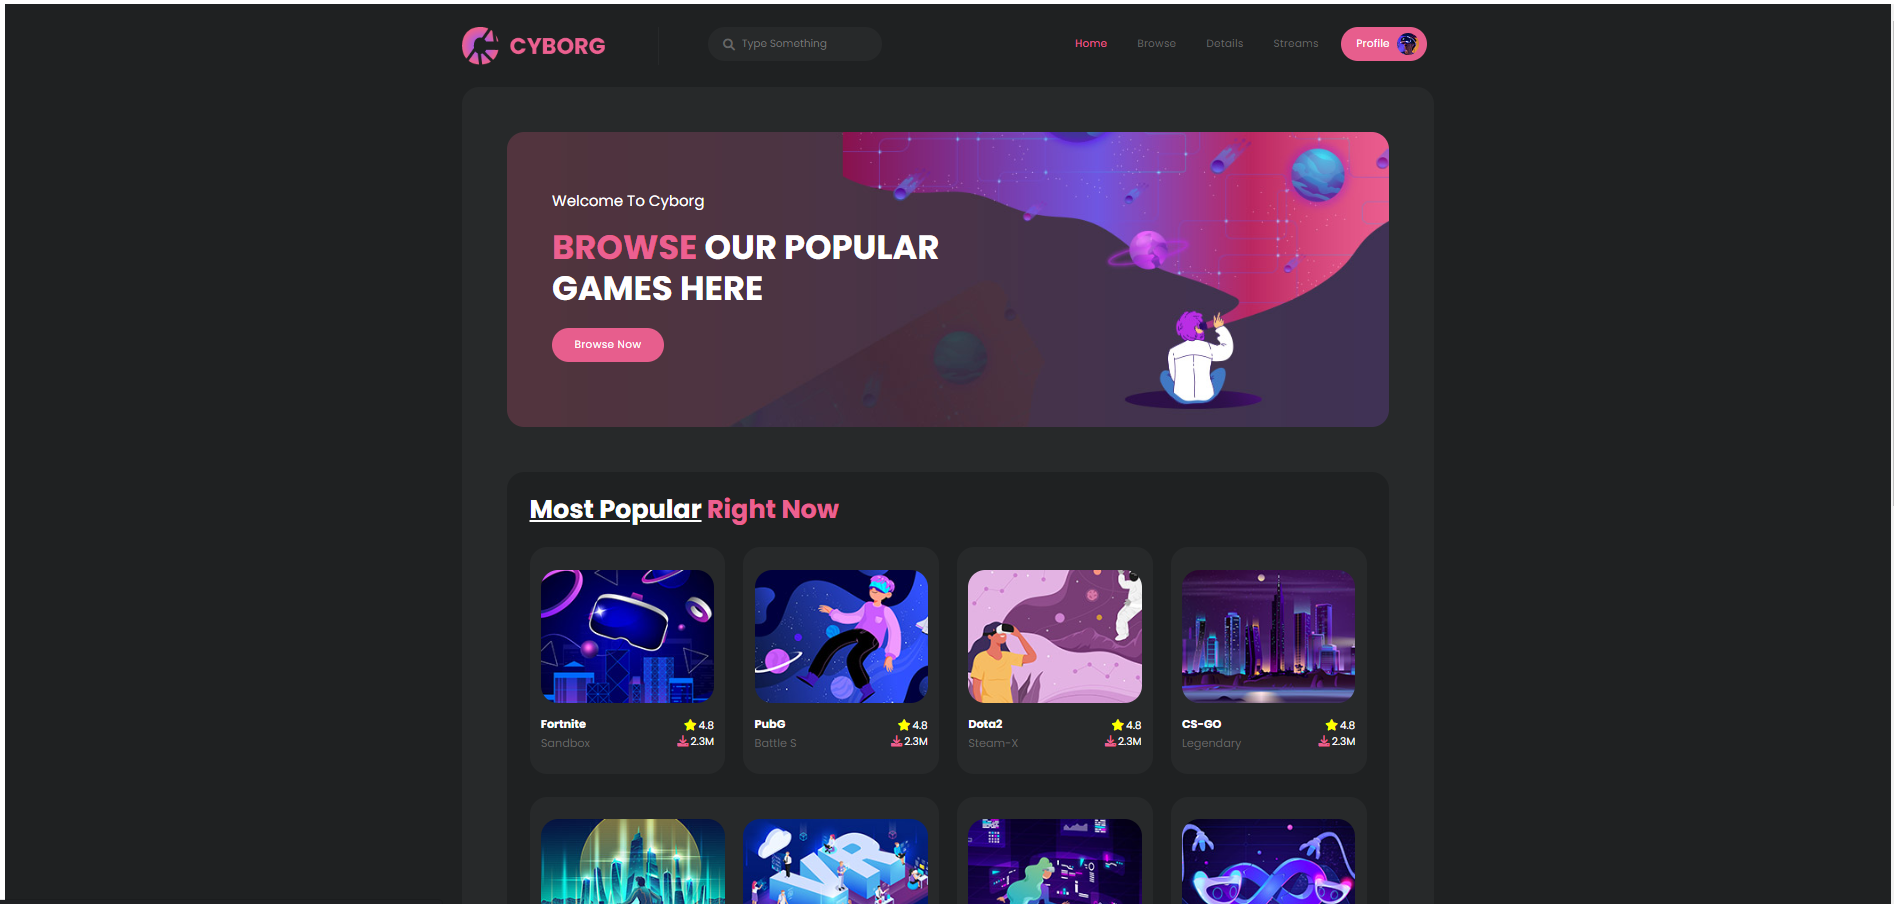 CYBORG
Type Something
Home Browse Details Streams Profile
Welcome To Cyborg
BROWSE OUR POPULAR
GAMES HERE
Browse Now
Most Popular Right Now
Fortnite 4.8
Sandbox 2.3M
PubG 4.8
Battle S 2.3M
Dota2 4.8
Steam-X 2.3M
CS-GO 4.8
Legendary 2.3M
VR